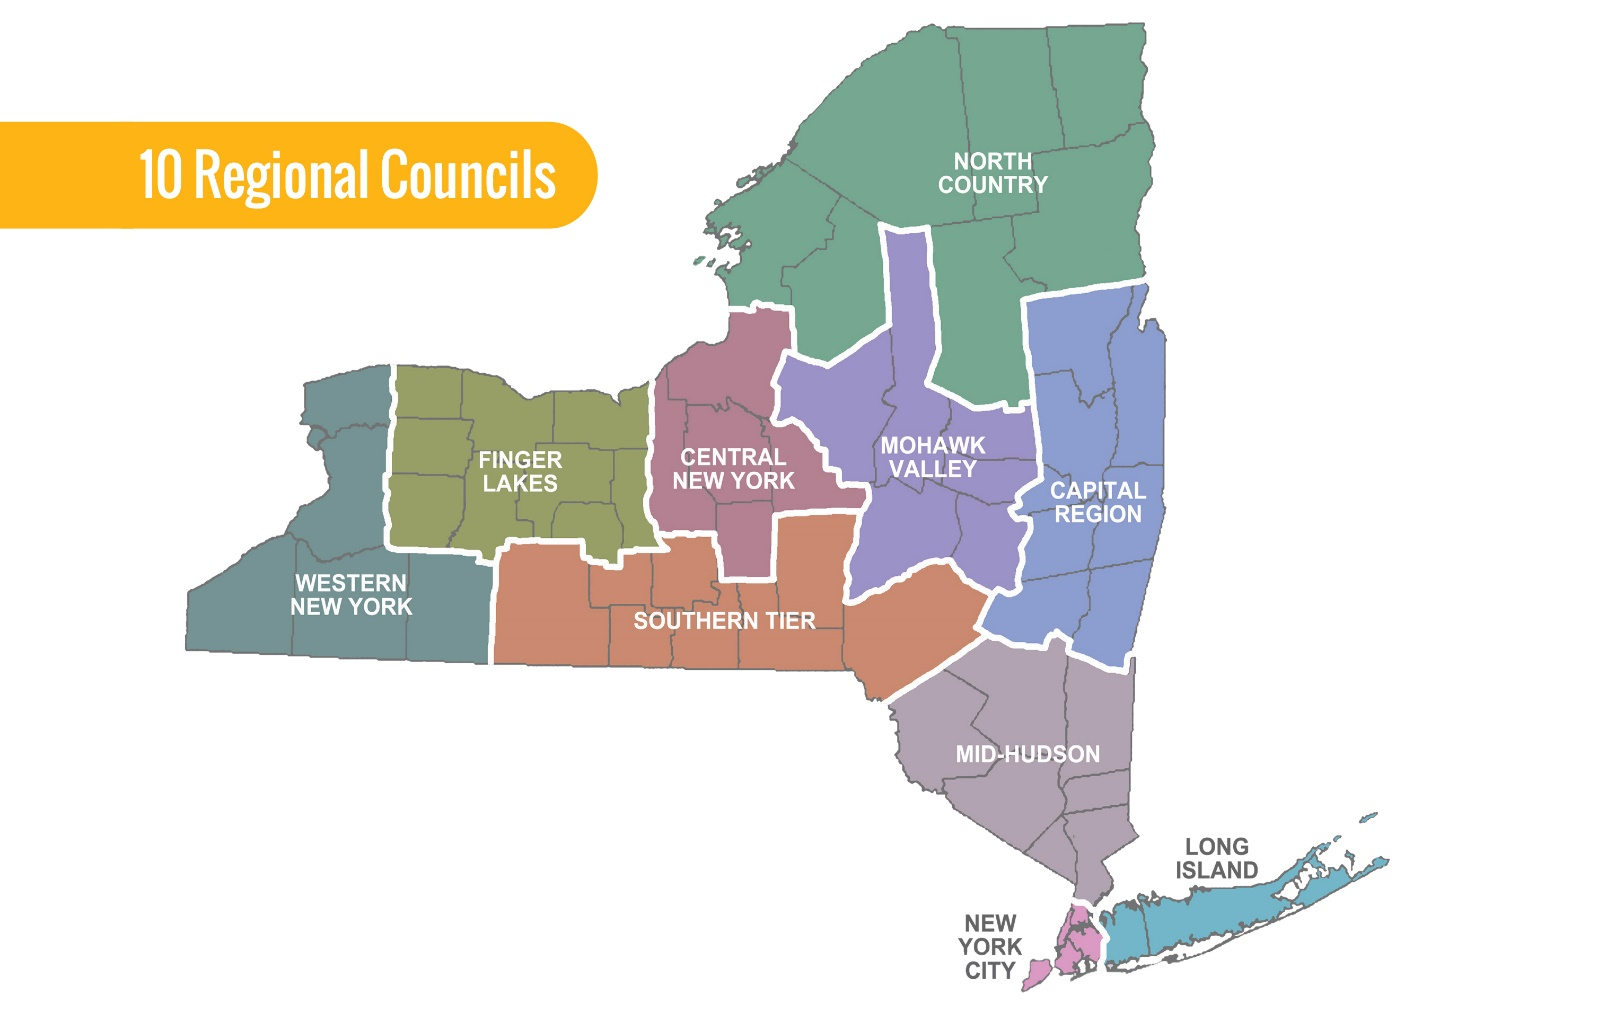 10 Regional Councils
NORTH
COUNTRY
MOHAWK
VALLEY
FINGER
LAKES
CENTRAL
NEW YORK
CAPITAL
REGION
WESTERN
NEW YORK
SOUTHERN TIER
MID-HUDSON
LONG
ISLAND
NEW
YORK
CITY